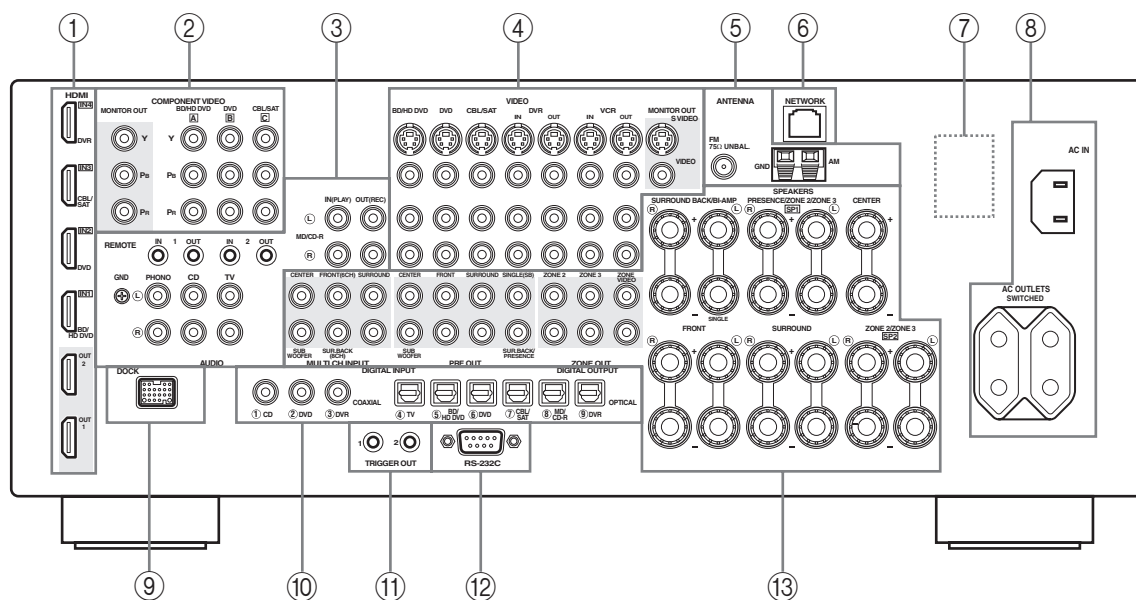 ① ② ③ ④ ⑤ ⑥ ⑦ ⑧
HDMI
IN4
DVR
IN3
CBL/
SAT
IN2
DVD
IN1
BD/
HD DVD
OUT
2
OUT
1
COMPONENT VIDEO
MONITOR OUT
BD/HD DVD
A
DVD
B
CBL/SAT
C
Y Y
PB PB
PR PR
REMOTE
IN 1 OUT IN 2 OUT
GND PHONO CD TV
L
R
AUDIO
IN(PLAY) OUT(REC)
L
MD/CD-R
R
VIDEO
BD/HD DVD DVD CBL/SAT
DVR
IN OUT
VCR
IN OUT
MONITOR OUT
S VIDEO
VIDEO
CENTER FRONT(6CH) SURROUND
SUB
WOOFER
SUR.BACK
(8CH)
MULTI CH INPUT
CENTER FRONT SURROUND SINGLE(SB)
SUB
WOOFER
SUR.BACK/
PRESENCE
PRE OUT
ZONE 2 ZONE 3 ZONE
VIDEO
ZONE OUT
ANTENNA
FM
75Ω UNBAL.
NETWORK
GND AM
SPEAKERS
SURROUND BACK/BI-AMP
R L
SINGLE
PRESENCE/ZONE 2/ZONE 3
SP1
R L
CENTER
+ + +
– – –
FRONT
R L
SURROUND
R L
ZONE 2/ZONE 3
SP2
R L
+ + +
– – –
AC IN
AC OUTLETS
SWITCHED
DOCK
DIGITAL INPUT
① CD ② DVD ③ DVR
COAXIAL
④ TV ⑤ BD/
HD DVD
⑥ DVD ⑦ CBL/
SAT
DIGITAL OUTPUT
⑧ MD/
CD-R
⑨ DVR
OPTICAL
1 2
TRIGGER OUT
RS-232C
⑨ ⑩ ⑪ ⑫ ⑬